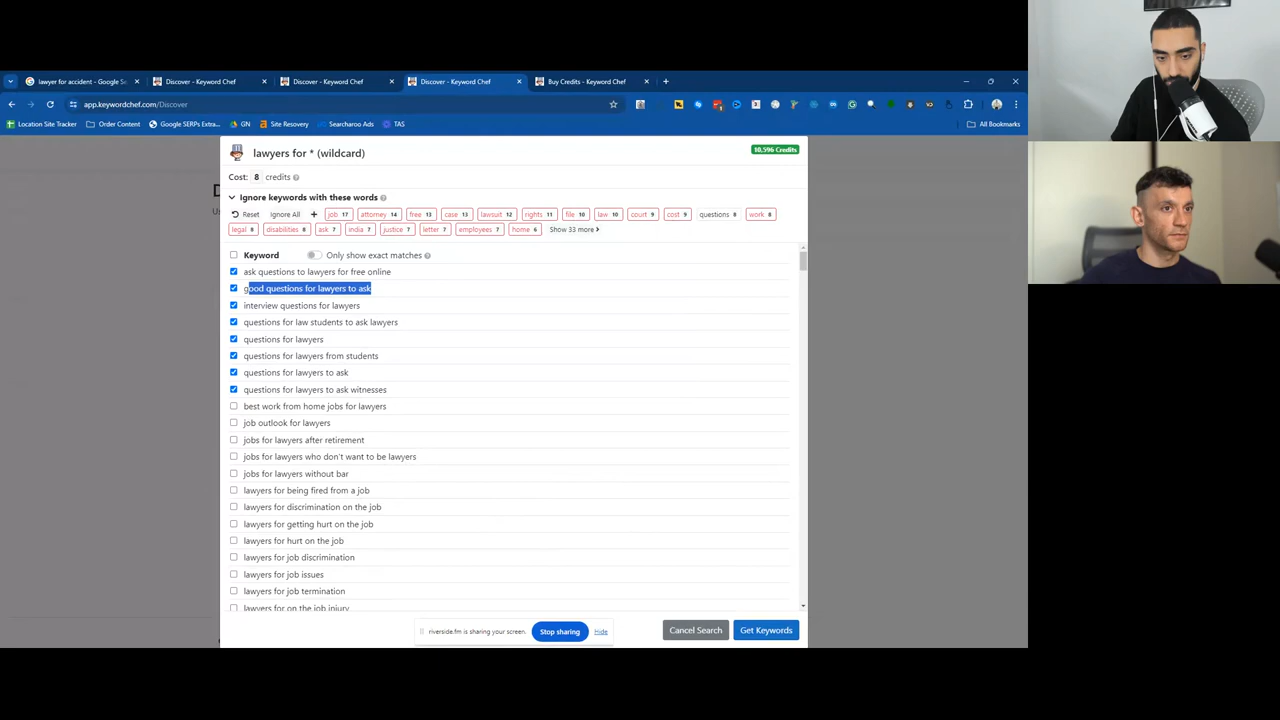 lawyer for accident - Google Se
Discover - Keyword Chef
Discover - Keyword Chef
Discover - Keyword Chef
Buy Credits - Keyword Chef
app.keywordchef.com/Discover
Location Site Tracker
Order Content
Google SERPs Extra...
GN
Site Recovery
Searcharoo Ads
TAS
All Bookmarks
lawyers for * (wildcard)
10,596 Credits
Cost: 8 credits
Ignore keywords with these words
Reset Ignore All + job 17 attorney 14 free 13 case 13 lawsuit 12 rights 11 file 10 law 10 court 9 cost 9 questions 8 work 8
legal 8 disabilities 8 ask 7 india 7 justice 7 letter 7 employees 7 home 6 Show 33 more
Keyword Only show exact matches
ask questions to lawyers for free online
good questions for lawyers to ask
interview questions for lawyers
questions for law students to ask lawyers
questions for lawyers
questions for lawyers from students
questions for lawyers to ask
questions for lawyers to ask witnesses
best work from home jobs for lawyers
job outlook for lawyers
jobs for lawyers after retirement
jobs for lawyers who don't want to be lawyers
jobs for lawyers without bar
lawyers for being fired from a job
lawyers for discrimination on the job
lawyers for getting hurt on the job
lawyers for hurt on the job
lawyers for job discrimination
lawyers for job issues
lawyers for job termination
lawyers for on the job injury
riverside.fm is sharing your screen. Stop sharing Hide
Cancel Search Get Keywords